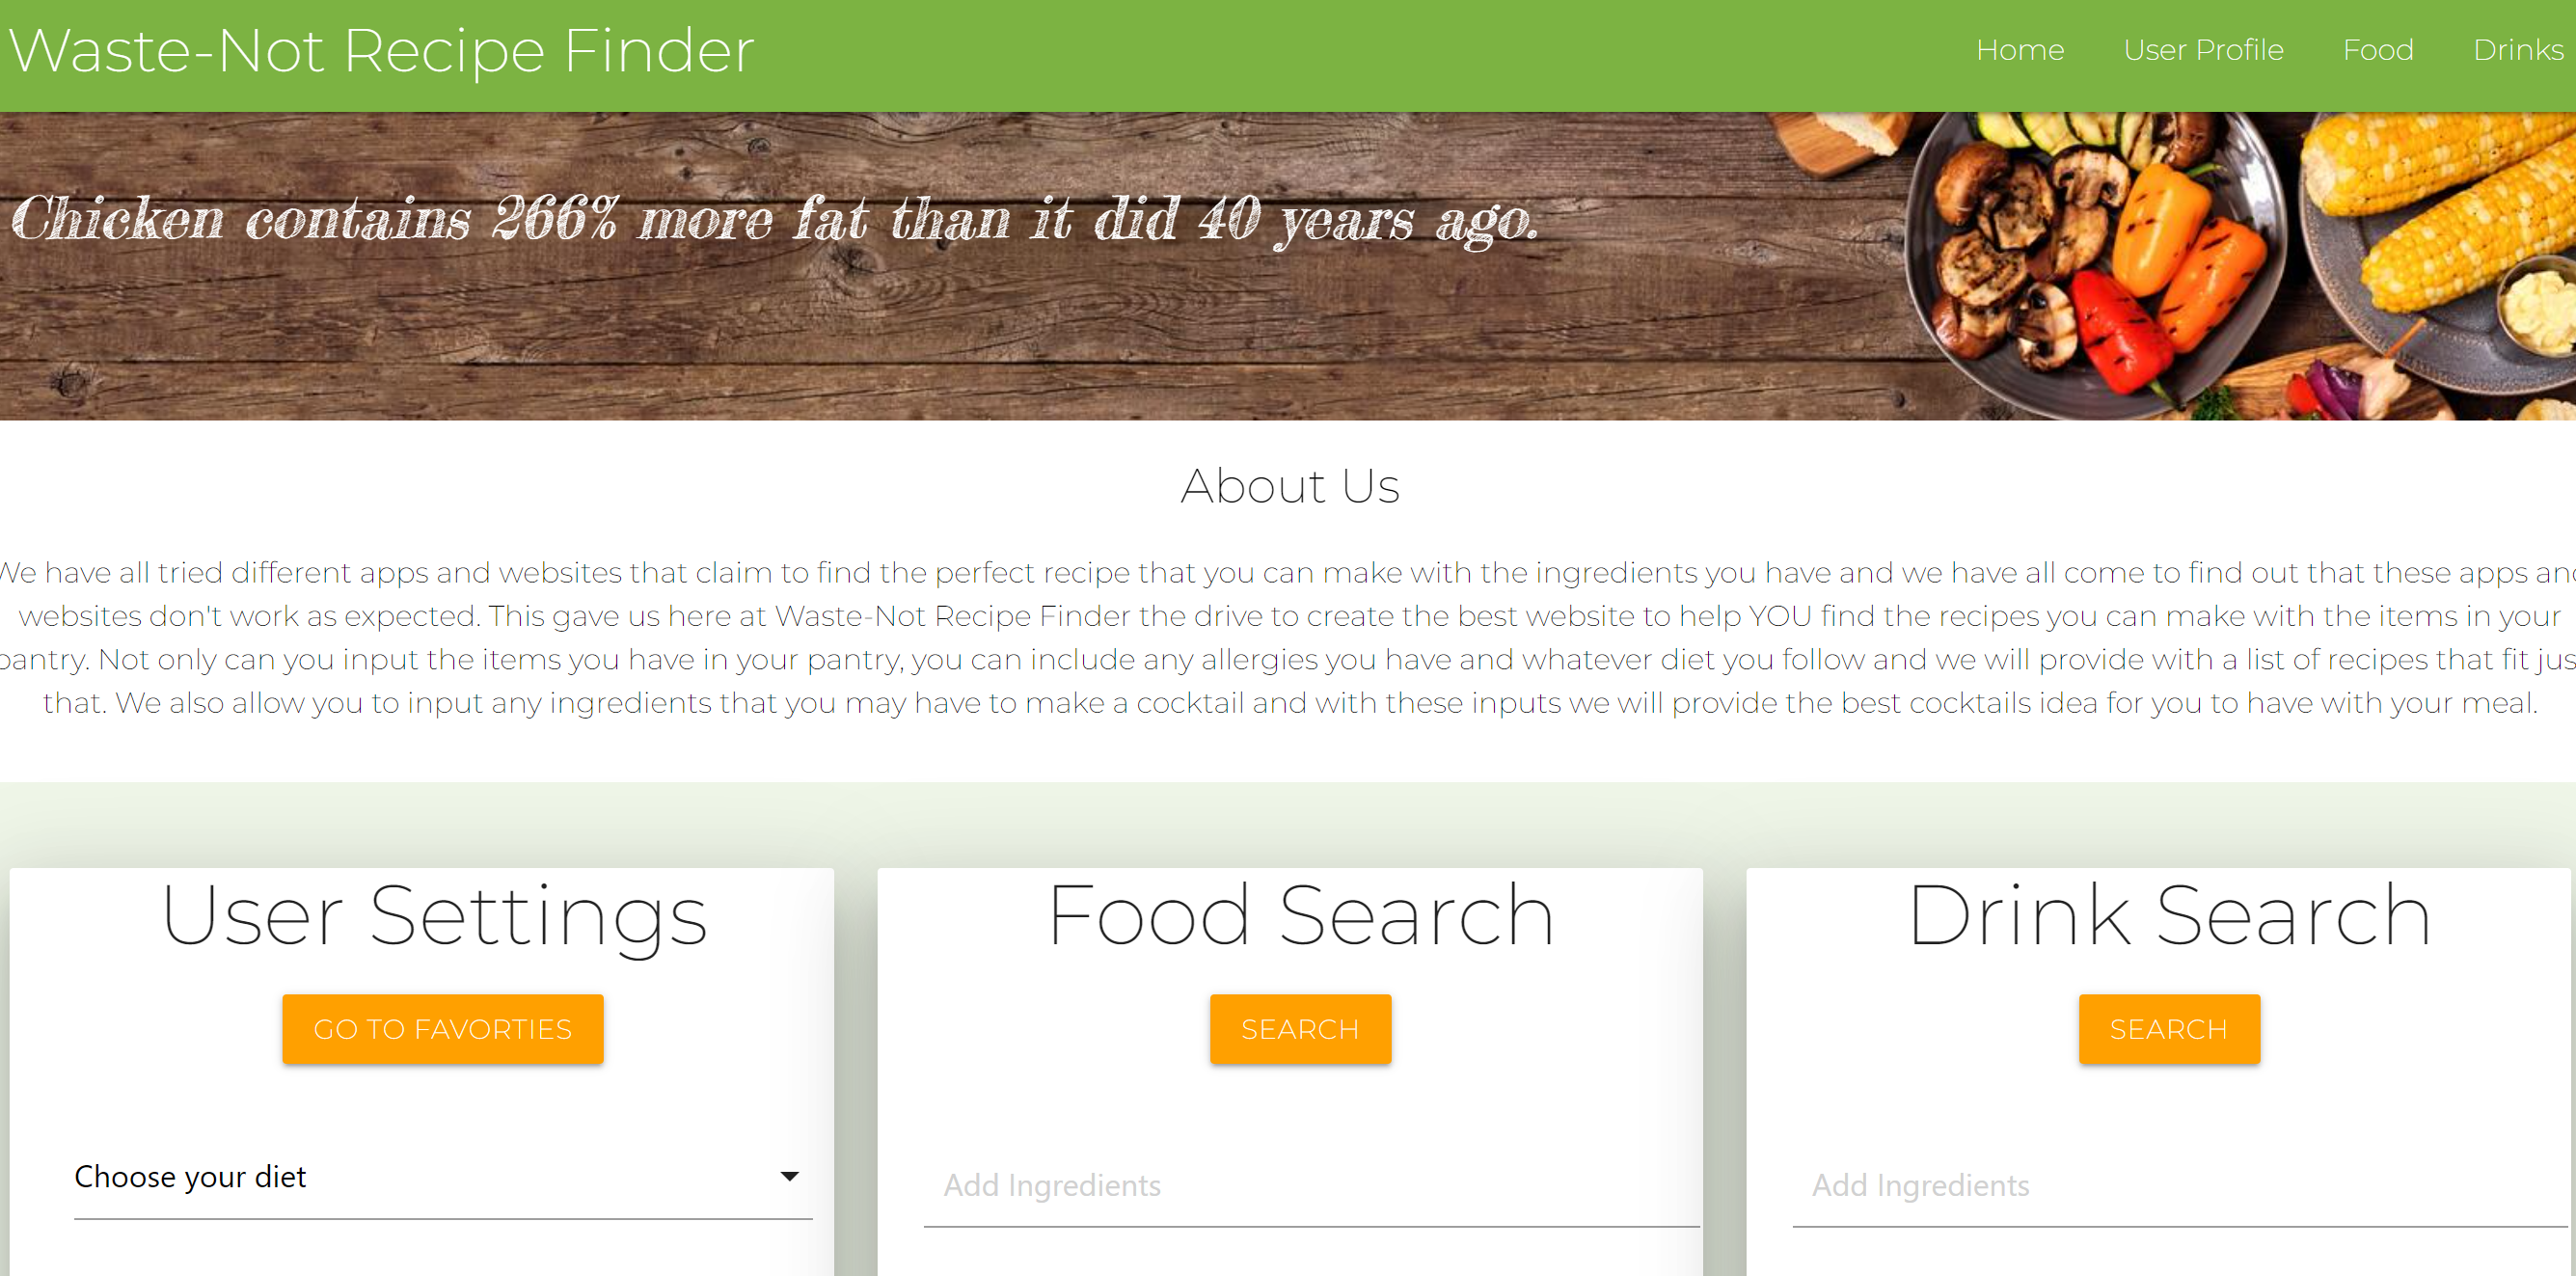 Waste-Not Recipe Finder
Home User Profile Food Drinks
Chicken contains 266% more fat than it did 40 years ago.
About Us
We have all tried different apps and websites that claim to find the perfect recipe that you can make with the ingredients you have and we have all come to find out that these apps and
websites don't work as expected. This gave us here at Waste-Not Recipe Finder the drive to create the best website to help YOU find the recipes you can make with the items in your
pantry. Not only can you input the items you have in your pantry, you can include any allergies you have and whatever diet you follow and we will provide with a list of recipes that fit jus
that. We also allow you to input any ingredients that you may have to make a cocktail and with these inputs we will provide the best cocktails idea for you to have with your meal.
User Settings
GO TO FAVORTIES
Choose your diet
Food Search
SEARCH
Add Ingredients
Drink Search
SEARCH
Add Ingredients